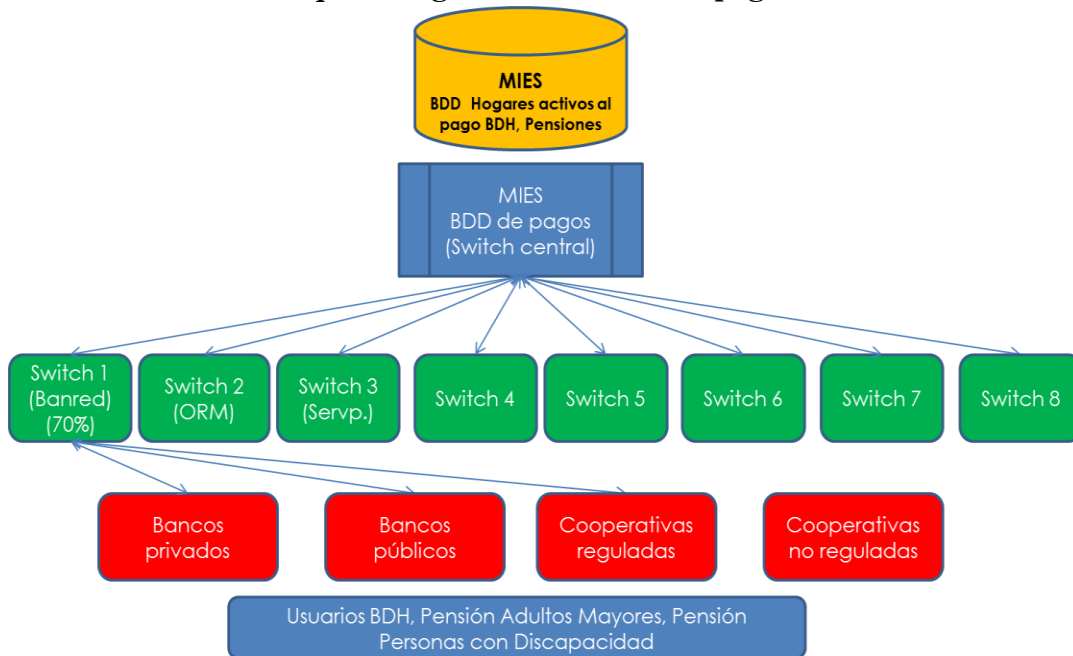 MIES
BDD Hogares activos al
pago BDH, Pensiones
MIES
BDD de pagos
(Switch central)
Switch 1
(Banred)
(70%)
Switch 2
(ORM)
Switch 3
(Servp.)
Switch 4
Switch 5
Switch 6
Switch 7
Switch 8
Bancos
privados
Bancos
públicos
Cooperativas
reguladas
Cooperativas
no reguladas
Usuarios BDH, Pensión Adultos Mayores, Pensión
Personas con Discapacidad